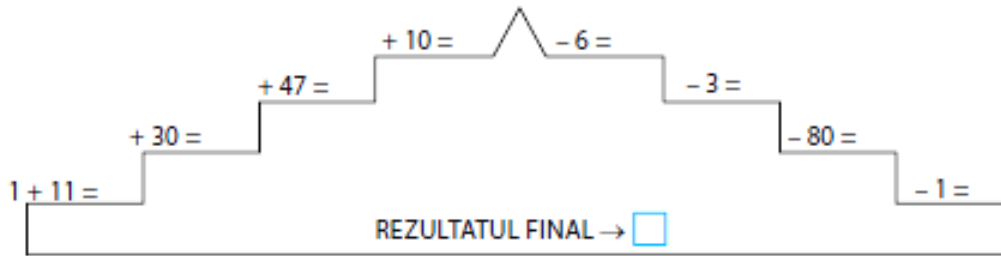 + 10 =
– 6 =
+ 47 =
– 3 =
+ 30 =
– 80 =
1 + 11 =
– 1 =
REZULTATUL FINAL →